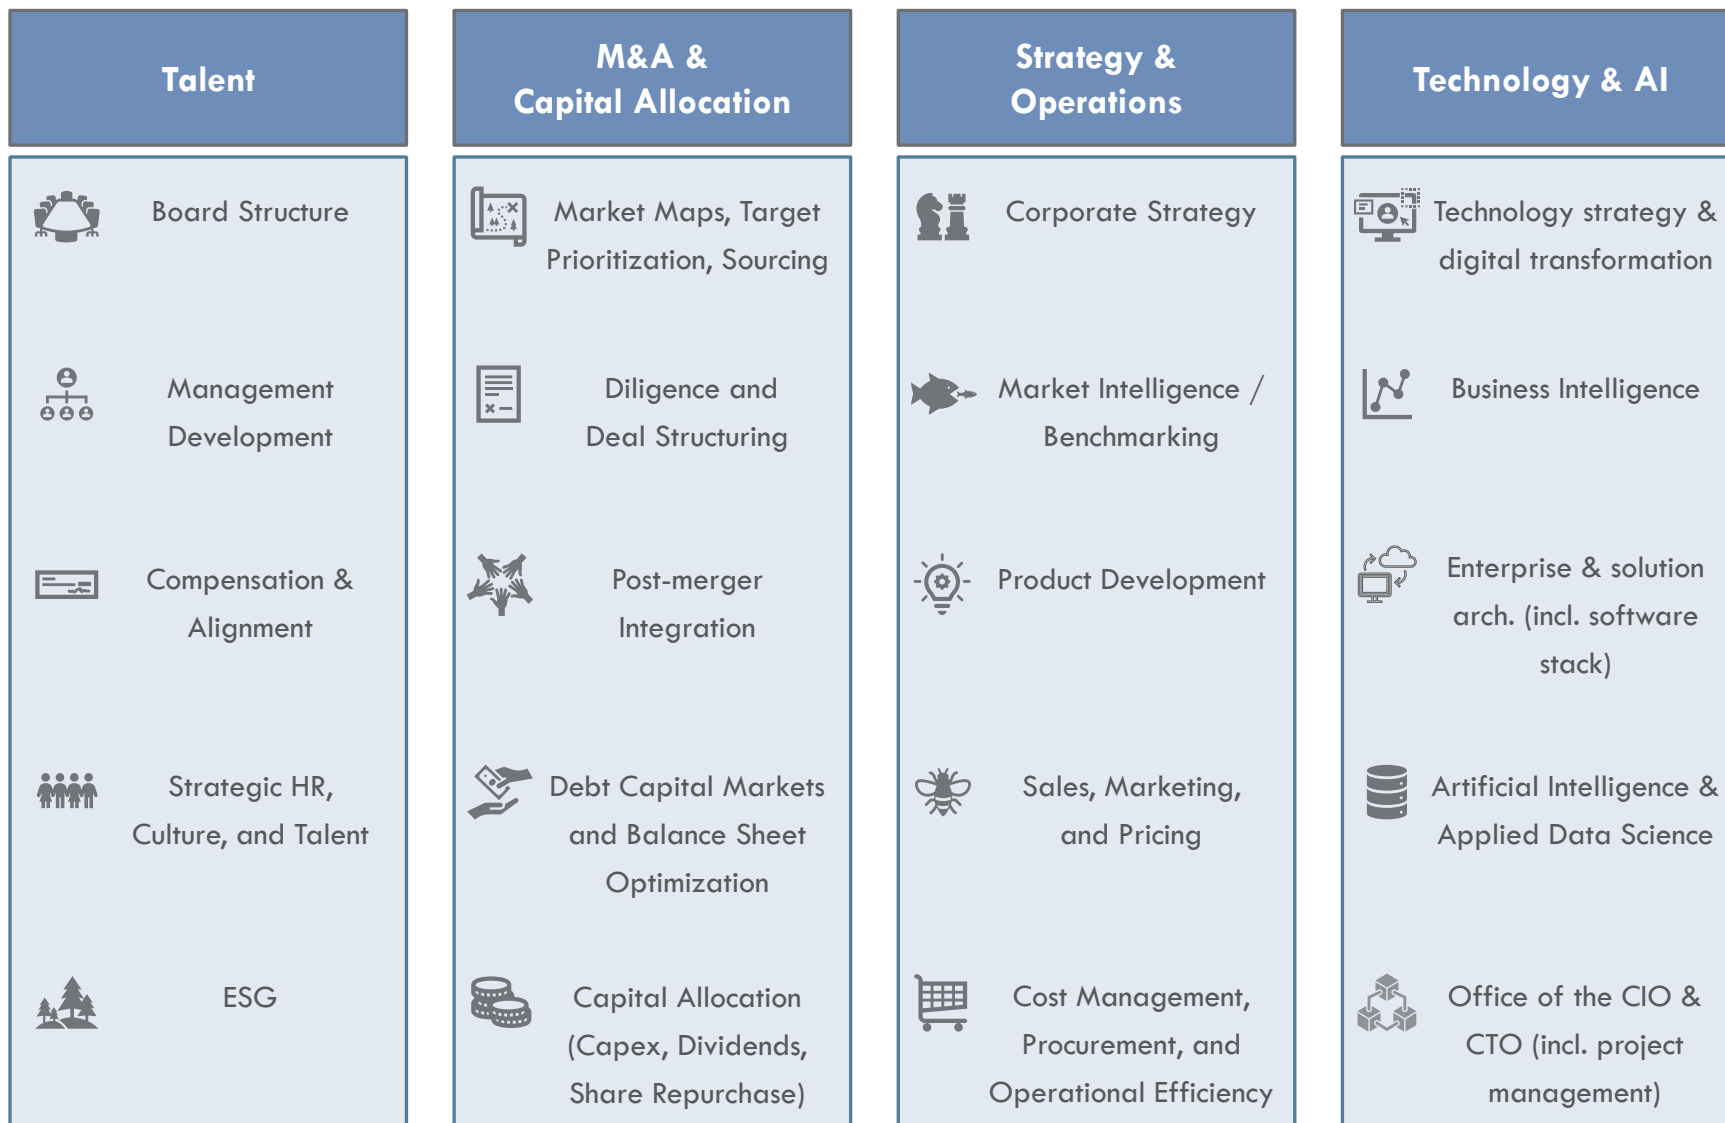 Talent
Board Structure
Management
Development
Compensation &
Alignment
Strategic HR,
Culture, and Talent
ESG
M&A &
Capital Allocation
Market Maps, Target
Prioritization, Sourcing
Diligence and
Deal Structuring
Post-merger
Integration
Debt Capital Markets
and Balance Sheet
Optimization
Capital Allocation
(Capex, Dividends,
Share Repurchase)
Strategy &
Operations
Corporate Strategy
Market Intelligence /
Benchmarking
Product Development
Sales, Marketing,
and Pricing
Cost Management,
Procurement, and
Operational Efficiency
Technology & AI
Technology strategy &
digital transformation
Business Intelligence
Enterprise & solution
arch. (incl. software
stack)
Artificial Intelligence &
Applied Data Science
Office of the CIO &
CTO (incl. project
management)